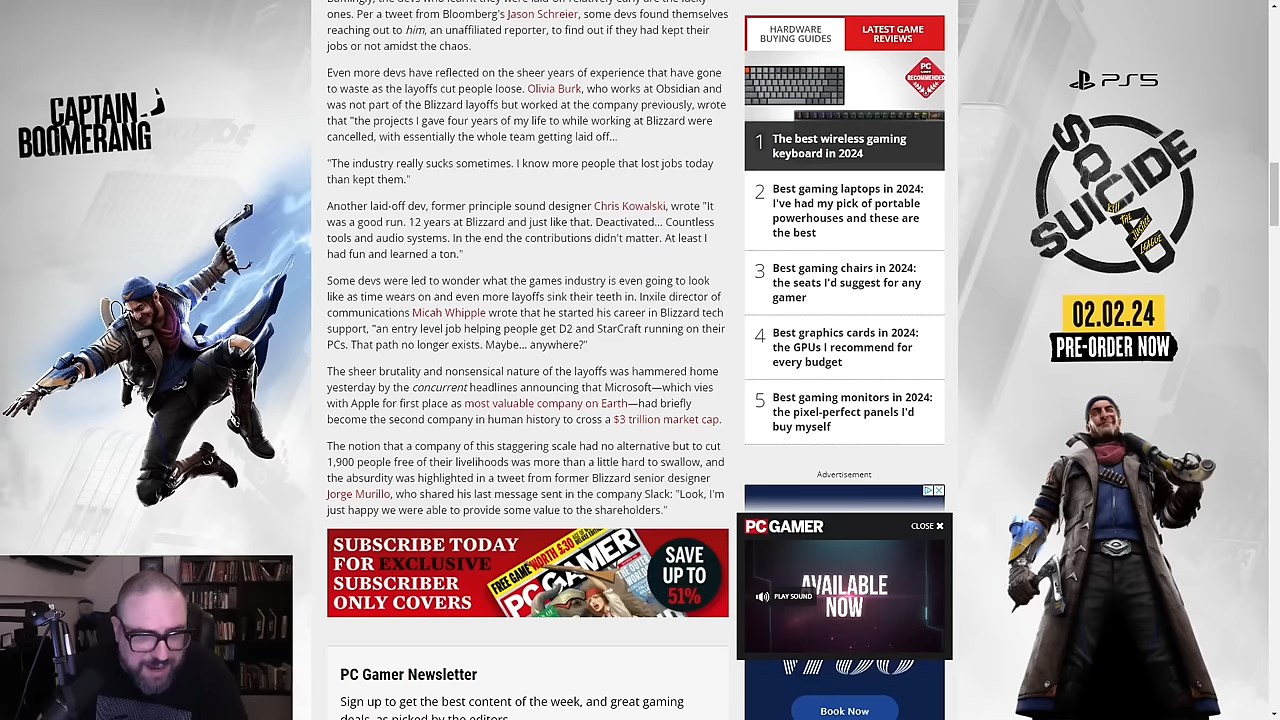 CAPTAIN
BOOMERANG
ones. Per a tweet from Bloomberg's Jason Schreier, some devs found themselves
reaching out to him, an unaffiliated reporter, to find out if they had kept their
jobs or not amidst the chaos.
Even more devs have reflected on the sheer years of experience that have gone
to waste as the layoffs cut people loose. Olivia Burk, who works at Obsidian and
was not part of the Blizzard layoffs but worked at the company previously, wrote
that "the projects I gave four years of my life to while working at Blizzard were
cancelled, with essentially the whole team getting laid off...
"The industry really sucks sometimes. I know more people that lost jobs today
than kept them."
Another laid-off dev, former principle sound designer Chris Kowalski, wrote "It
was a good run. 12 years at Blizzard and just like that. Deactivated... Countless
tools and audio systems. In the end the contributions didn't matter. At least I
had fun and learned a ton."
Some devs were led to wonder what the games industry is even going to look
like as time wears on and even more layoffs sink their teeth in. Inxile director of
communications Micah Whipple wrote that he started his career in Blizzard tech
support, "an entry level job helping people get D2 and StarCraft running on their
PCs. That path no longer exists. Maybe... anywhere?"
The sheer brutality and nonsensical nature of the layoffs was hammered home
yesterday by the concurrent headlines announcing that Microsoft—which vies
with Apple for first place as most valuable company on Earth—had briefly
become the second company in human history to cross a $3 trillion market cap.
The notion that a company of this staggering scale had no alternative but to cut
1,900 people free of their livelihoods was more than a little hard to swallow, and
the absurdity was highlighted in a tweet from former Blizzard senior designer
Jorge Murillo, who shared his last message sent in the company Slack: "Look, I'm
just happy we were able to provide some value to the shareholders."
SUBSCRIBE TODAY
FOR EXCLUSIVE
SUBSCRIBER
ONLY COVERS
FREE GAME WORTH £30
PC GAMER
SAVE
UP TO
51%
PC Gamer Newsletter
Sign up to get the best content of the week, and great gaming
deals, as picked by the editors.
HARDWARE
BUYING GUIDES
LATEST GAME
REVIEWS
PC
GAMER
RECOMMENDED
1 The best wireless gaming
keyboard in 2024
2 Best gaming laptops in 2024:
I've had my pick of portable
powerhouses and these are
the best
3 Best gaming chairs in 2024:
the seats I'd suggest for any
gamer
4 Best graphics cards in 2024:
the GPUs I recommend for
every budget
5 Best gaming monitors in 2024:
the pixel-perfect panels I'd
buy myself
Advertisement
PC GAMER
CLOSE
AVAILABLE
NOW
PLAY SOUND
Book Now
PS5
SUICIDE
SQUAD
KILL
THE
JUSTICE
LEAGUE
02.02.24
PRE-ORDER NOW